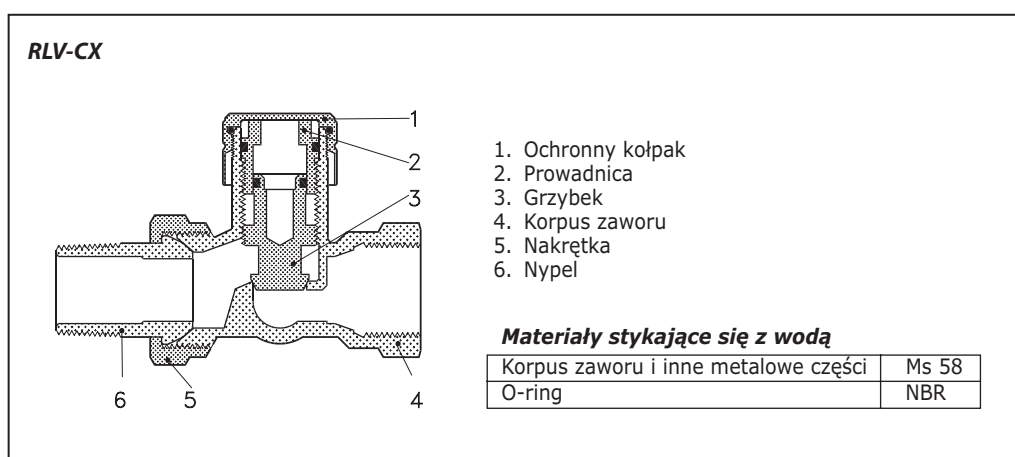 RLV-CX
1
2
3
6
5
4
1. Ochronny kołpak
2. Prowadnica
3. Grzybek
4. Korpus zaworu
5. Nakrętka
6. Nypel
Materiały stykające się z wodą
Korpus zaworu i inne metalowe części Ms 58
O-ring NBR